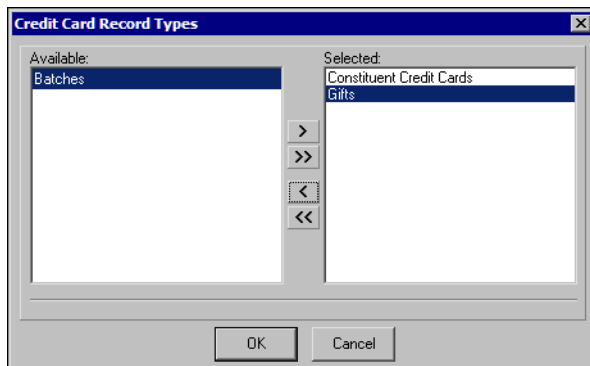 Credit Card Record Types
Available:
Selected:
Batches
Constituent Credit Cards
Gifts
>
>>
<
<<
OK
Cancel